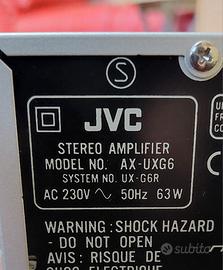 S
JVC
STEREO AMPLIFIER
MODEL NO. AX-UXG6
SYSTEM NO. UX-G6R
AC 230V ~ 50Hz 63W
WARNING: SHOCK HAZARD
- DO NOT OPEN
AVIS : RISQUE DE
subito